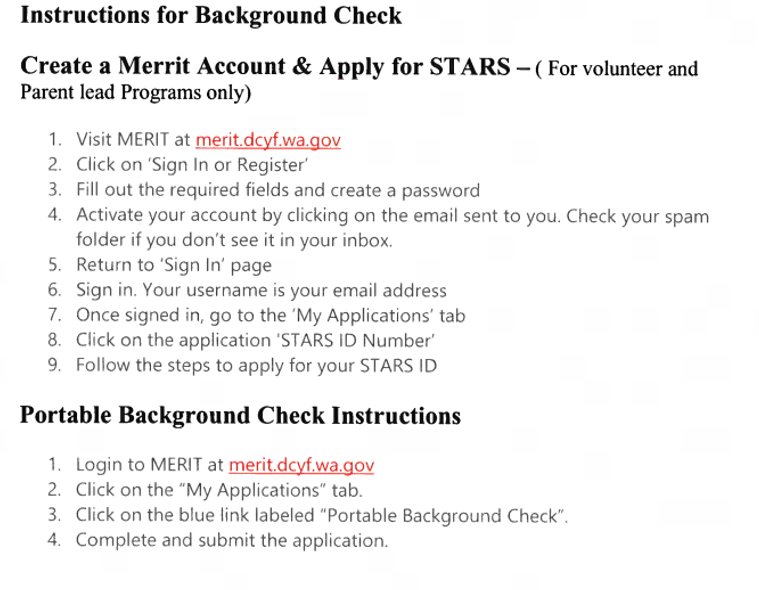 Instructions for Background Check
Create a Merrit Account & Apply for STARS – ( For volunteer and
Parent lead Programs only)
1. Visit MERIT at merit.dcyf.wa.gov
2. Click on 'Sign In or Register'
3. Fill out the required fields and create a password
4. Activate your account by clicking on the email sent to you. Check your spam
folder if you don't see it in your inbox.
5. Return to 'Sign In' page
6. Sign in. Your username is your email address
7. Once signed in, go to the 'My Applications' tab
8. Click on the application 'STARS ID Number'
9. Follow the steps to apply for your STARS ID
Portable Background Check Instructions
1. Login to MERIT at merit.dcyf.wa.gov
2. Click on the "My Applications" tab.
3. Click on the blue link labeled "Portable Background Check".
4. Complete and submit the application.